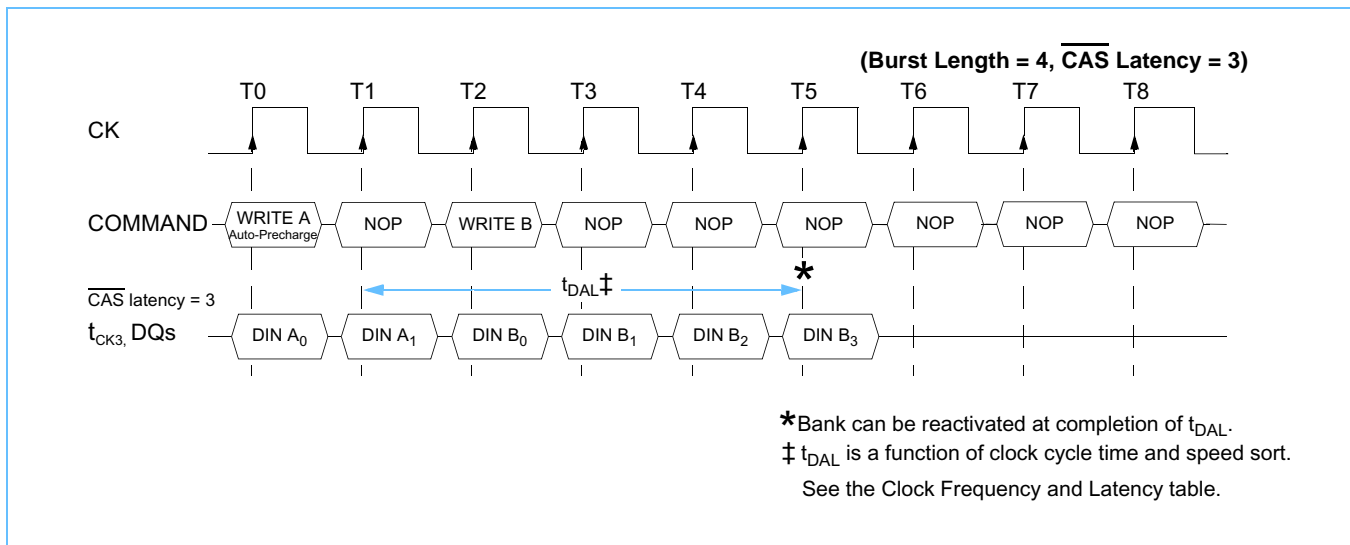 (Burst Length = 4, CAS Latency = 3)
T0 T1 T2 T3 T4 T5 T6 T7 T8
CK
COMMAND WRITE A NOP WRITE B NOP NOP NOP NOP NOP NOP
Auto-Precharge
*
tDAL‡
CAS latency = 3
tCK3, DQs DIN A0 DIN A1 DIN B0 DIN B1 DIN B2 DIN B3
*Bank can be reactivated at completion of tDAL.
‡ tDAL is a function of clock cycle time and speed sort.
See the Clock Frequency and Latency table.